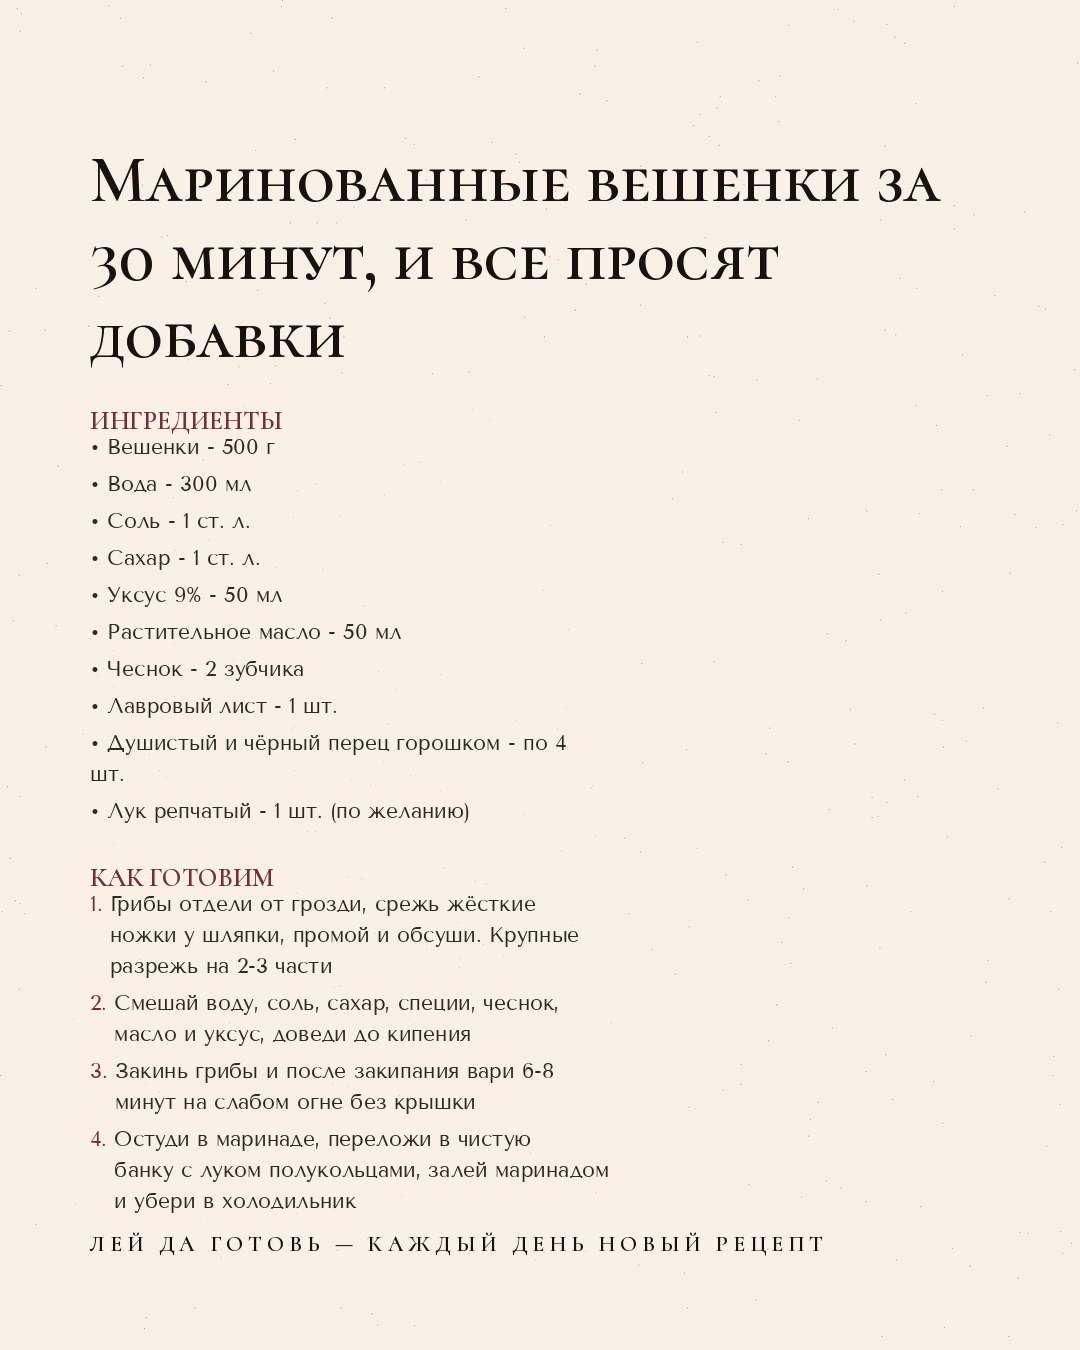 Маринованные вешенки за
30 минут, и все просят
добавки
ИНГРЕДИЕНТЫ
• Вешенки - 500 г
• Вода - 300 мл
• Соль - 1 ст. л.
• Сахар - 1 ст. л.
• Уксус 9% - 50 мл
• Растительное масло - 50 мл
• Чеснок - 2 зубчика
• Лавровый лист - 1 шт.
• Душистый и чёрный перец горошком - по 4
шт.
• Лук репчатый - 1 шт. (по желанию)
КАК ГОТОВИМ
1. Грибы отдели от грозди, срежь жёсткие
ножки у шляпки, промой и обсуши. Крупные
разрежь на 2-3 части
2. Смешай воду, соль, сахар, специи, чеснок,
масло и уксус, доведи до кипения
3. Закинь грибы и после закипания вари 6-8
минут на слабом огне без крышки
4. Остуди в маринаде, переложи в чистую
банку с луком полукольцами, залей маринадом
и убери в холодильник
ЛЕЙ ДА ГОТОВЬ — КАЖДЫЙ ДЕНЬ НОВЫЙ РЕЦЕПТ